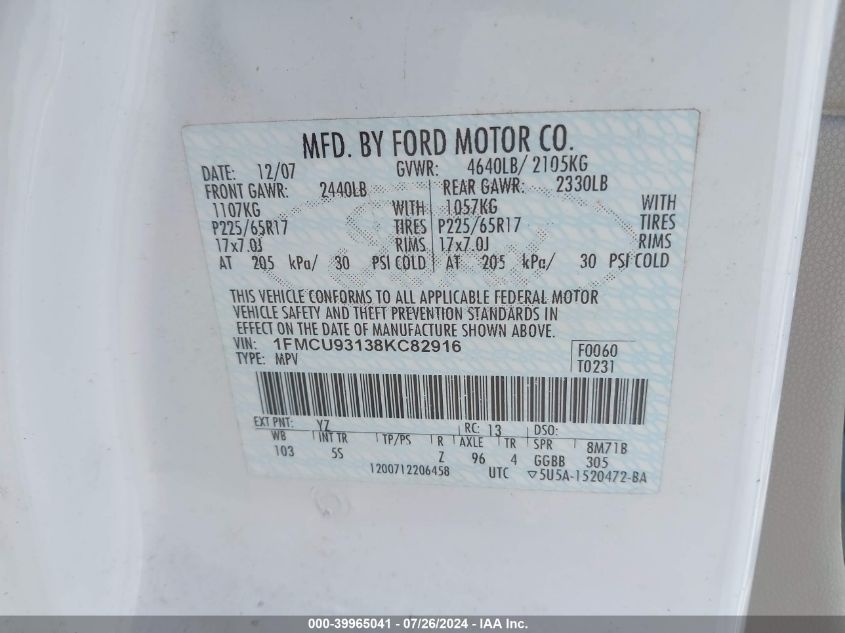 MFD. BY FORD MOTOR CO.
DATE: 12/07 GVWR: 4640LB/ 2105KG
FRONT GAWR: 2440LB REAR GAWR: 2330LB
1107KG WITH 1057KG WITH
P225/65R17 TIRES P225/65R17 TIRES
17x7.0J RIMS 17x7.0J RIMS
AT 205 kPa/ 30 PSI COLD AT 205 kPa/ 30 PSI COLD
THIS VEHICLE CONFORMS TO ALL APPLICABLE FEDERAL MOTOR
VEHICLE SAFETY AND THEFT PREVENTION STANDARDS IN
EFFECT ON THE DATE OF MANUFACTURE SHOWN ABOVE.
VIN: 1FMCU93138KC82916 F0060
TYPE: MPV T0231
EXT PNT: YZ RC: 13 DSO:
WB INT TR TP/PS R AXLE TR SPR 8M71B
103 5S Z 96 4 GGBB 305
1200712206458 UTC ▽5U5A-1520472-BA
000-39965041 - 07/26/2024 - IAA Inc.